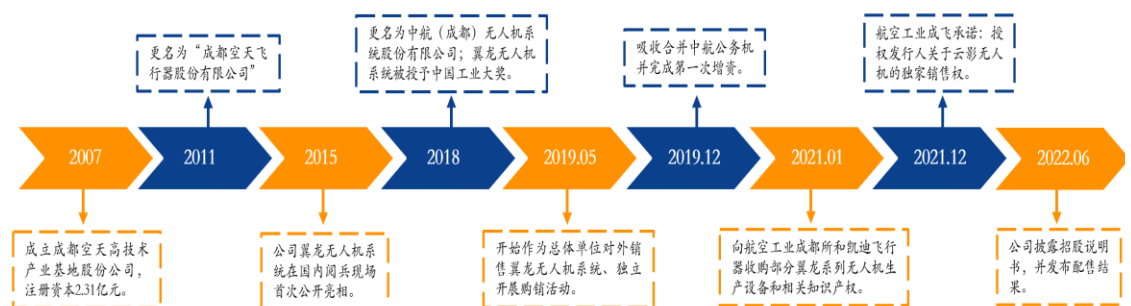 更名为“成都空天飞
行器股份有限公司”
更名为中航（成都）无人机系
统股份有限公司；翼龙无人机
系统被授予中国工业大奖。
吸收合并中航公务机
并完成第一次增资。
航空工业成飞承诺：授
权发行人关于云影无人
机的独家销售权。
2007
2011
2015
2018
2019.05
2019.12
2021.01
2021.12
2022.06
成立成都空天高技术
产业基地股份公司，
注册资本2.31亿元。
公司翼龙无人机系
统在国内阅兵现场
首次公开亮相。
开始作为总体单位对外销
售翼龙无人机系统、独立
开展购销活动。
向航空工业成都所和凯迪飞行
器收购部分翼龙系列无人机生
产设备和相关知识产权。
公司披露招股说明
书，并发布配售结
果。